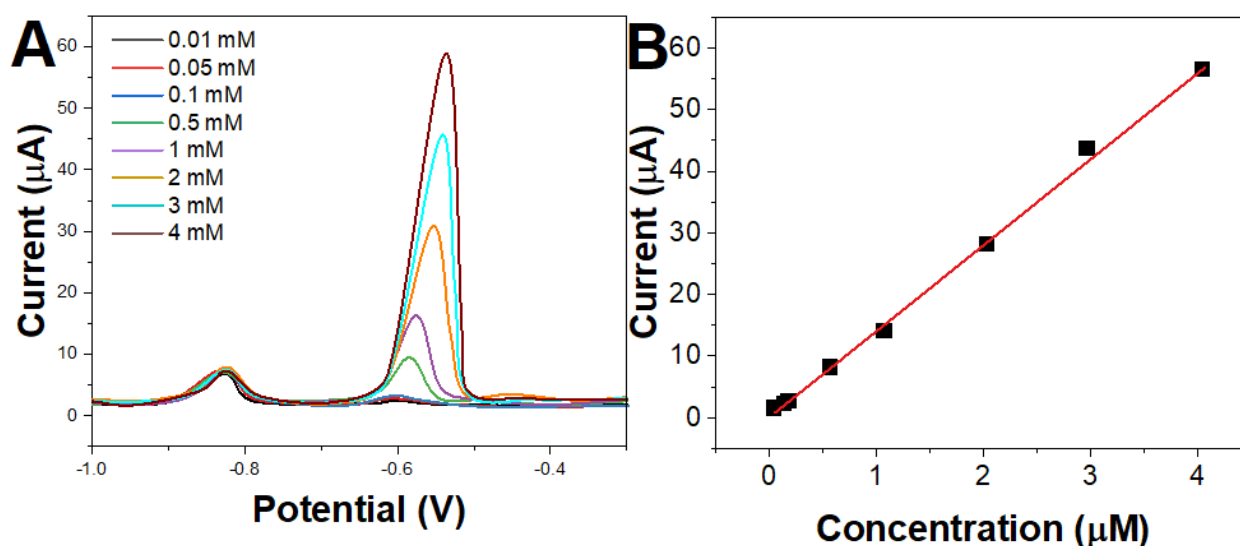 A
0.01 mM
0.05 mM
0.1 mM
0.5 mM
1 mM
2 mM
3 mM
4 mM
Current (μA)
60
50
40
30
20
10
0
-1.0 -0.8 -0.6 -0.4
Potential (V)
B
Current (μA)
60
50
40
30
20
10
0
0 1 2 3 4
Concentration (μM)